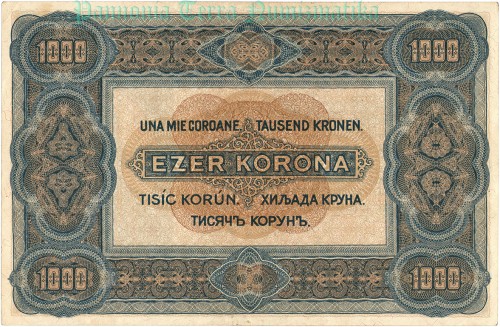 Pannonia Terra Numizmatika
1000 1000
UNA MIE COROANE. TAUSEND KRONEN.
EZER KORONA
TISÍC KORÚN. ХИЉАДА КРУНА.
ТИСЯЧЪ КОРУНЪ.
1000 1000